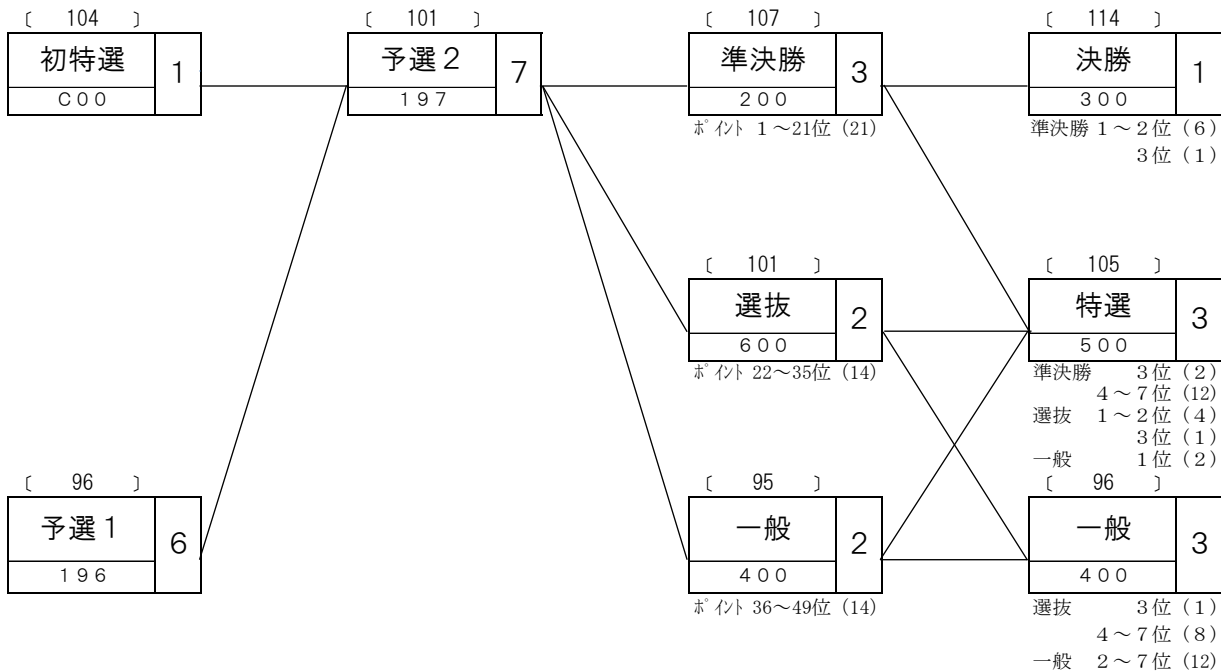 〔 104 〕
初特選 1
C00
〔 101 〕
予選2 7
197
〔 107 〕
準決勝 3
200
ポイント 1～21位 (21)
〔 114 〕
決勝 1
300
準決勝 1～2位 (6)
3位 (1)
〔 101 〕
選抜 2
600
ポイント 22～35位 (14)
〔 105 〕
特選 3
500
準決勝 3位 (2)
4～7位 (12)
選抜 1～2位 (4)
3位 (1)
一般 1位 (2)
〔 96 〕
予選1 6
196
〔 95 〕
一般 2
400
ポイント 36～49位 (14)
〔 96 〕
一般 3
400
選抜 3位 (1)
4～7位 (8)
一般 2～7位 (12)